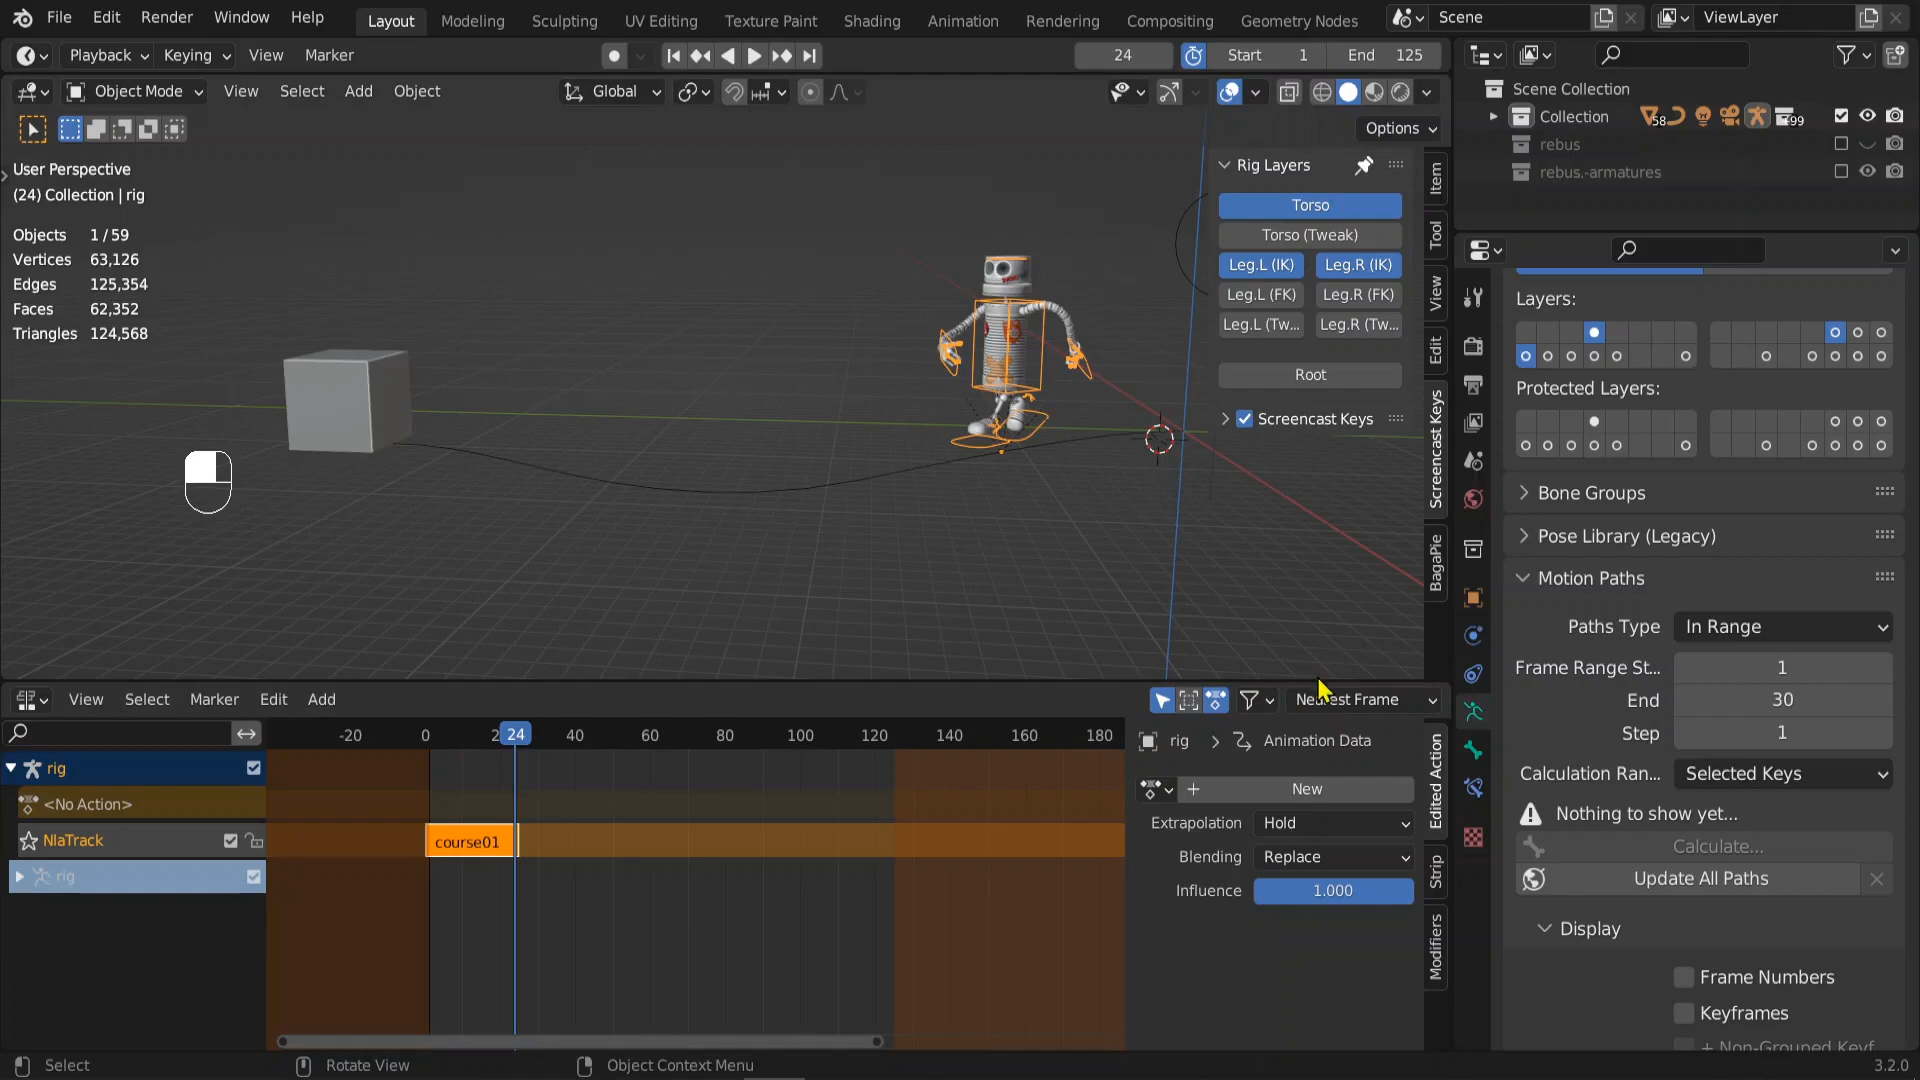 File Edit Render Window Help Layout Modeling Sculpting UV Editing Texture Paint Shading Animation Rendering Compositing Geometry Nodes Scene ViewLayer
Playback Keying View Marker 24 Start 1 End 125
Object Mode View Select Add Object Global
Options
User Perspective
(24) Collection | rig
Objects 1 / 59
Vertices 63,126
Edges 125,354
Faces 62,352
Triangles 124,568
Rig Layers
Torso
Torso (Tweak)
Leg.L (IK) Leg.R (IK)
Leg.L (FK) Leg.R (FK)
Leg.L (Tw... Leg.R (Tw...
Root
Screencast Keys
Item
Tool
View
Edit
Screencast Keys
BagaPie
Scene Collection
Collection 58 99
rebus
rebus.-armatures
Layers:
Protected Layers:
Bone Groups
Pose Library (Legacy)
Motion Paths
Paths Type In Range
Frame Range St... 1
End 30
Step 1
Calculation Ran... Selected Keys
Nothing to show yet...
Calculate...
Update All Paths
Display
Frame Numbers
Keyframes
+ Non-Grouped Keyf
View Select Marker Edit Add Nearest Frame
-20 0 2 24 40 60 80 100 120 140 160 180
rig
<No Action>
NlaTrack
course01
rig
rig Animation Data
New
Extrapolation Hold
Blending Replace
Influence 1.000
Edited Action
Strip
Modifiers
Select Rotate View Object Context Menu 3.2.0